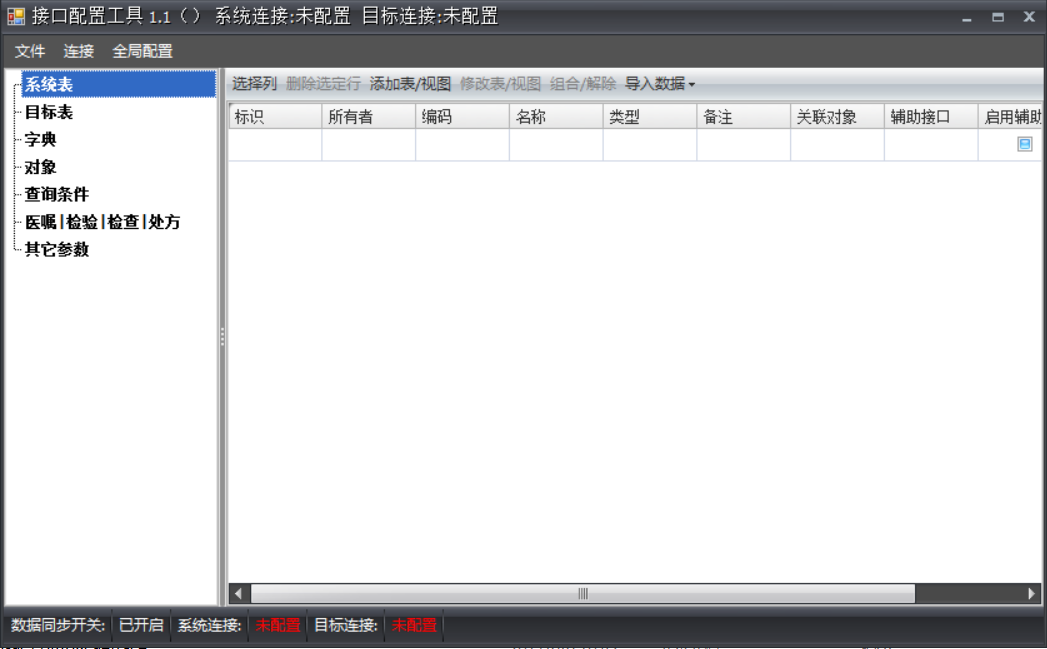 接口配置工具 1.1（ ） 系统连接:未配置 目标连接:未配置
文件 连接 全局配置
系统表
目标表
字典
对象
查询条件
医嘱|检验|检查|处方
其它参数
选择列 删除选定行 添加表/视图 修改表/视图 组合/解除 导入数据
标识 所有者 编码 名称 类型 备注 关联对象 辅助接口 启用辅助
数据同步开关: 已开启 系统连接: 未配置 目标连接: 未配置